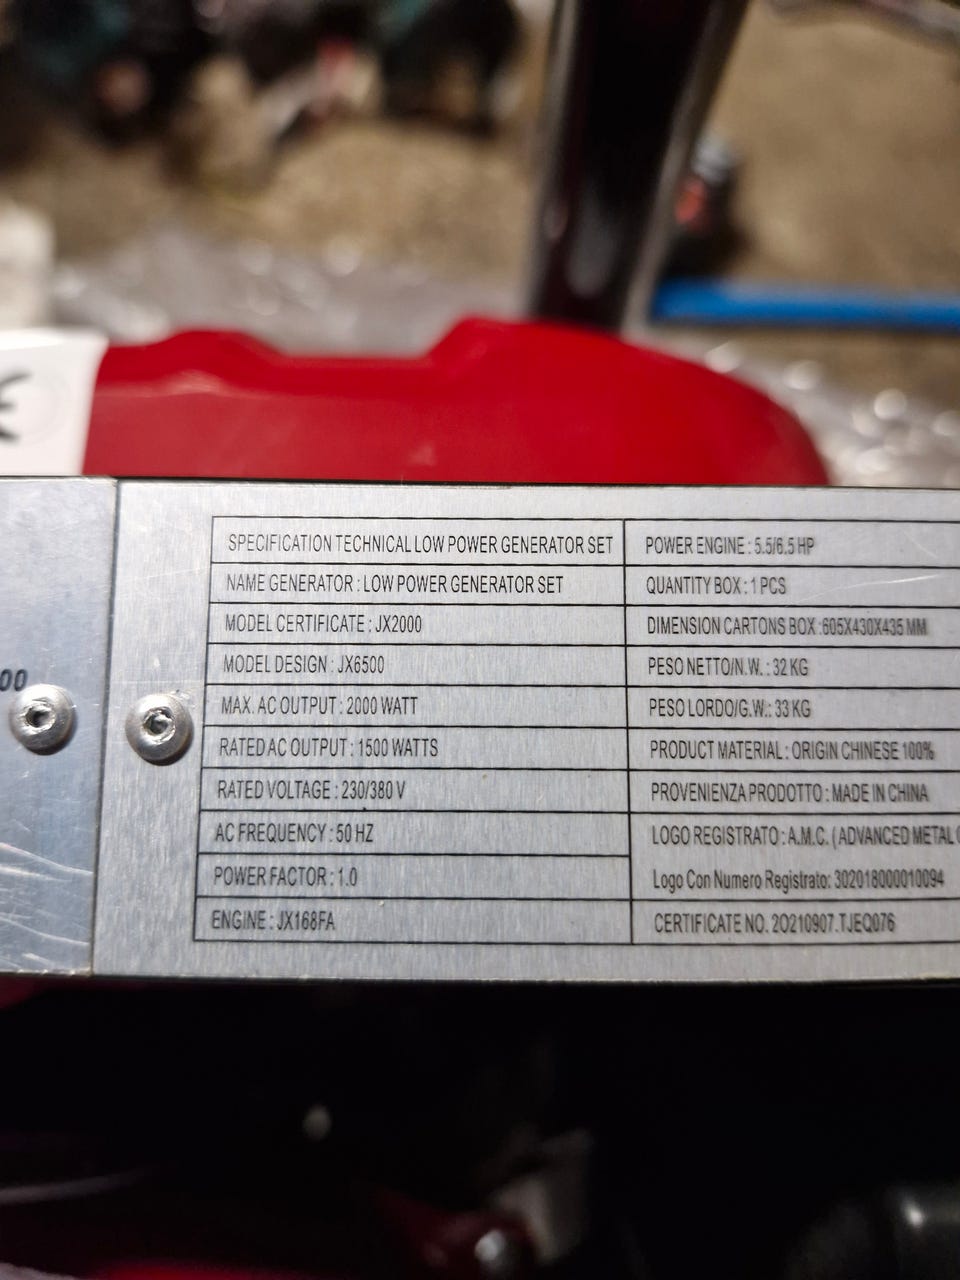 SPECIFICATION TECHNICAL LOW POWER GENERATOR SET
NAME GENERATOR : LOW POWER GENERATOR SET
MODEL CERTIFICATE : JX2000
MODEL DESIGN : JX6500
MAX. AC OUTPUT : 2000 WATT
RATED AC OUTPUT : 1500 WATTS
RATED VOLTAGE : 230/380 V
AC FREQUENCY : 50 HZ
POWER FACTOR : 1.0
ENGINE : JX168FA
POWER ENGINE : 5.5/6.5 HP
QUANTITY BOX : 1 PCS
DIMENSION CARTONS BOX :605X430X435 MM
PESO NETTO/N.W. : 32 KG
PESO LORDO/G.W.: 33 KG
PRODUCT MATERIAL : ORIGIN CHINESE 100%
PROVENIENZA PRODOTTO : MADE IN CHINA
LOGO REGISTRATO : A.M.C. ( ADVANCED METAL
Logo Con Numero Registrato: 302018000010094
CERTIFICATE NO. 2O210907.TJEQ076
00